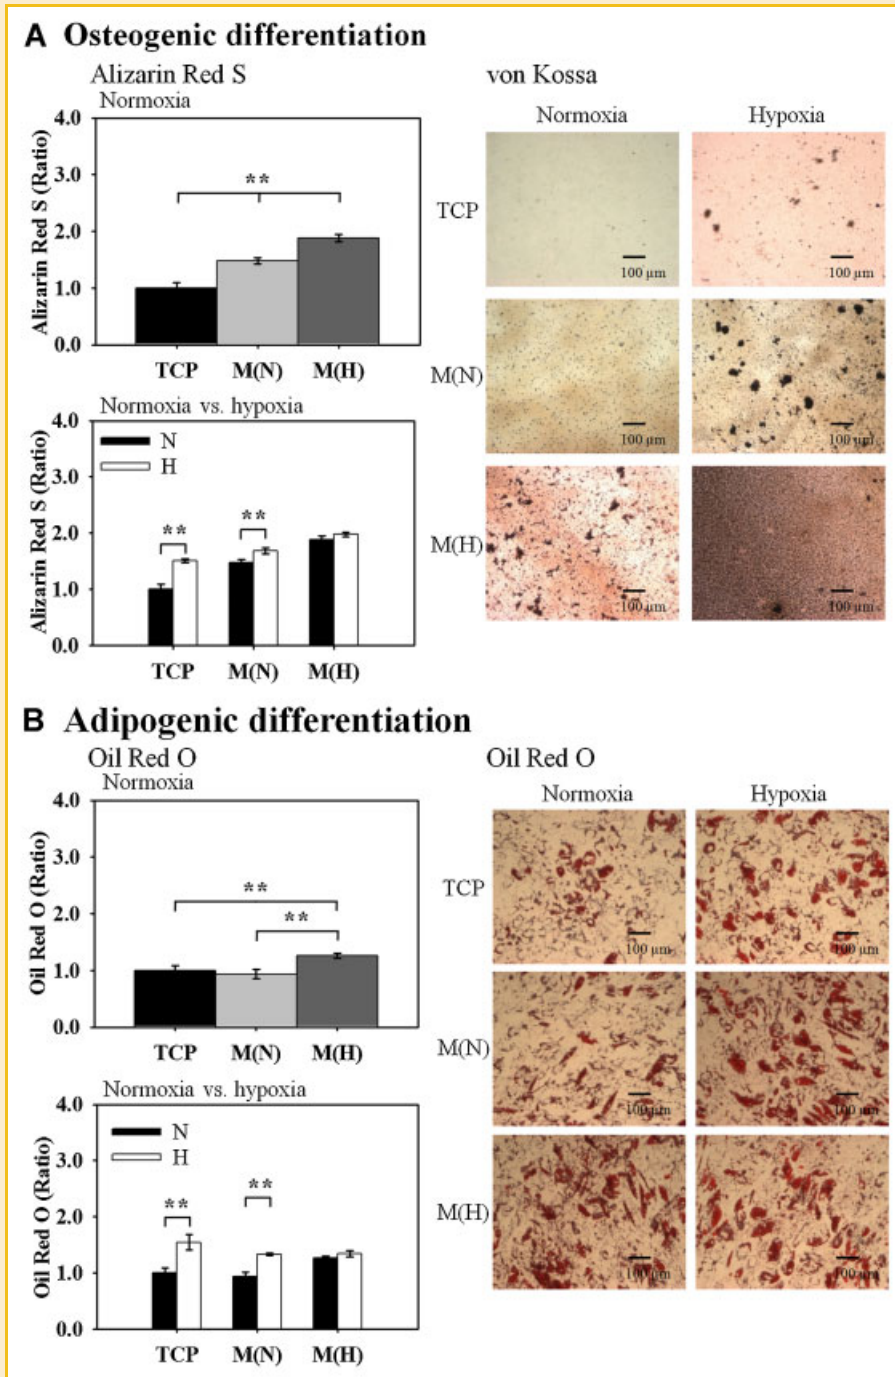 A Osteogenic differentiation
Alizarin Red S
Normoxia
Alizarin Red S (Ratio)
4.0
3.0
2.0
1.0
0.0
**
TCP M(N) M(H)
Normoxia vs. hypoxia
Alizarin Red S (Ratio)
4.0
3.0
2.0
1.0
0.0
N
H
** **
TCP M(N) M(H)
von Kossa
Normoxia Hypoxia
TCP
100 µm 100 µm
M(N)
100 µm 100 µm
M(H)
100 µm 100 µm
B Adipogenic differentiation
Oil Red O
Normoxia
Oil Red O (Ratio)
4.0
3.0
2.0
1.0
0.0
**
**
TCP M(N) M(H)
Normoxia vs. hypoxia
Oil Red O (Ratio)
4.0
3.0
2.0
1.0
0.0
N
H
** **
TCP M(N) M(H)
Oil Red O
Normoxia Hypoxia
TCP
100 µm 100 µm
M(N)
100 µm 100 µm
M(H)
100 µm 100 µm